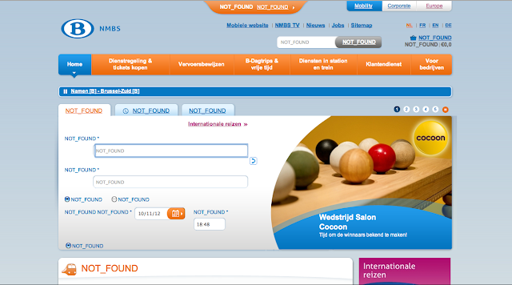 NOT_FOUND NOT_FOUND
Mobility Corporate Europe
B NMBS
Mobiels website NMBS TV Nieuws Jobs Sitemap
NL FR EN DE
NOT_FOUND
NOT_FOUND
NOT_FOUND
NOT_FOUND: €0,0
Home
Dienstregeling & tickets kopen
Vervoersbewijzen
B-Dagtrips & vrije tijd
Diensten in station en trein
Klantendienst
Voor bedrijven
Namen [B] - Brussel-Zuid [B]
NOT_FOUND NOT_FOUND NOT_FOUND
1 2 3 4 5
Internationale reizen »
NOT_FOUND *
NOT_FOUND
NOT_FOUND *
NOT_FOUND
NOT_FOUND NOT_FOUND
NOT_FOUND NOT_FOUND * 10/11/12
NOT_FOUND *
18:48
NOT_FOUND
cocoon
Wedstrijd Salon
Cocoon
Tijd om de winnaars bekend te maken!
NOT_FOUND
Internationale
reizen